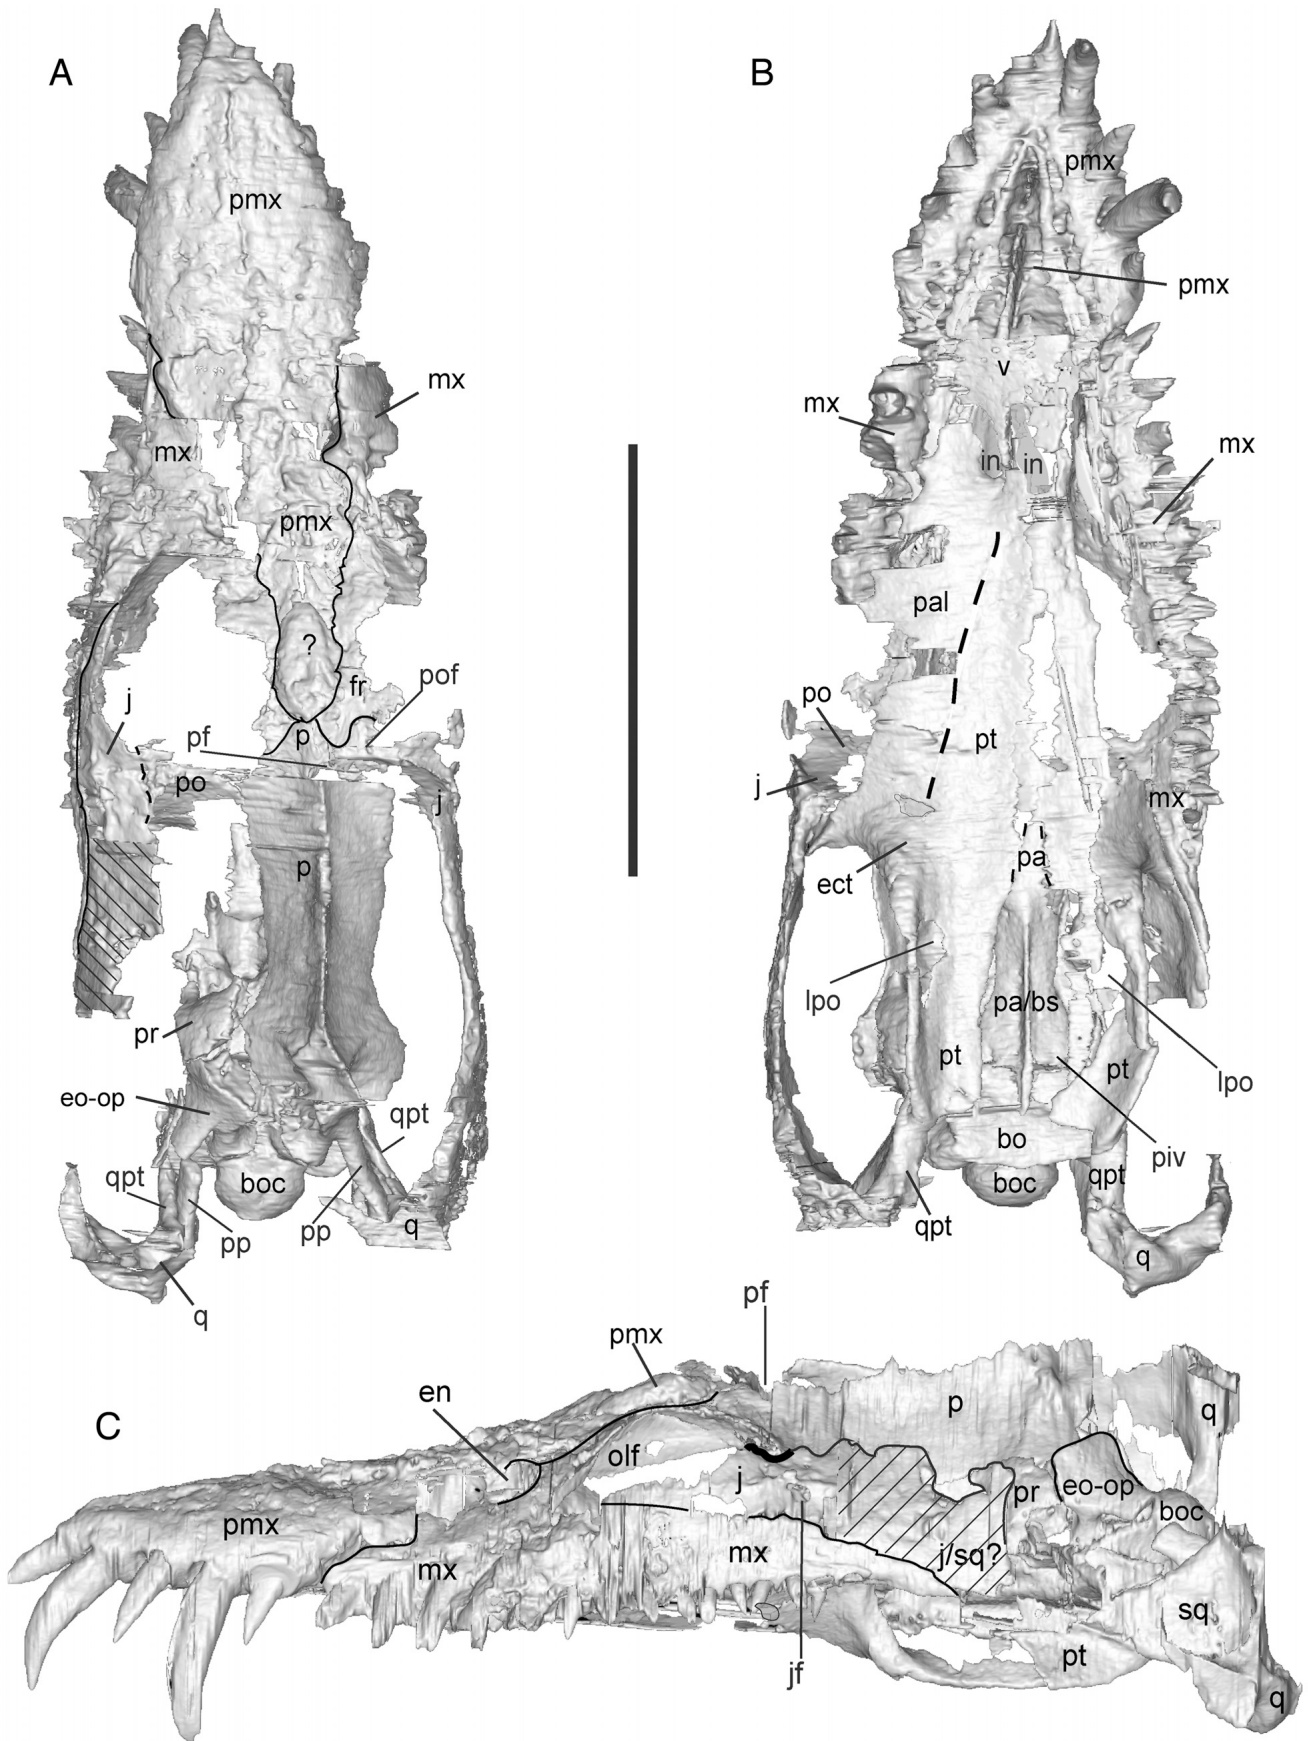 A
pmx
mx
mx
pmx
?
fr
pof
j
p
pf
po
j
p
pr
eo-op
qpt
qpt
boc
pp
pp
q
q
B
pmx
pmx
v
mx
mx
in
in
pal
po
pt
j
mx
pa
ect
lpo
pa/bs
pt
pt
lpo
bo
piv
boc
qpt
qpt
q
C
pf
pmx
en
p
q
olf
j
pr
eo-op
boc
pmx
mx
mx
j/sq?
sq
pt
jf
q